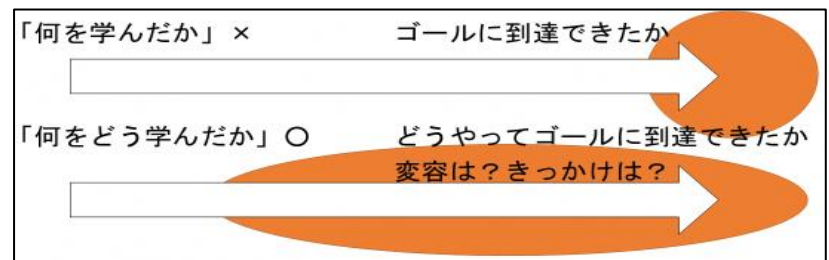 「何を学んだか」×　ゴールに到達できたか
「何をどう学んだか」〇　どうやってゴールに到達できたか
変容は？きっかけは？